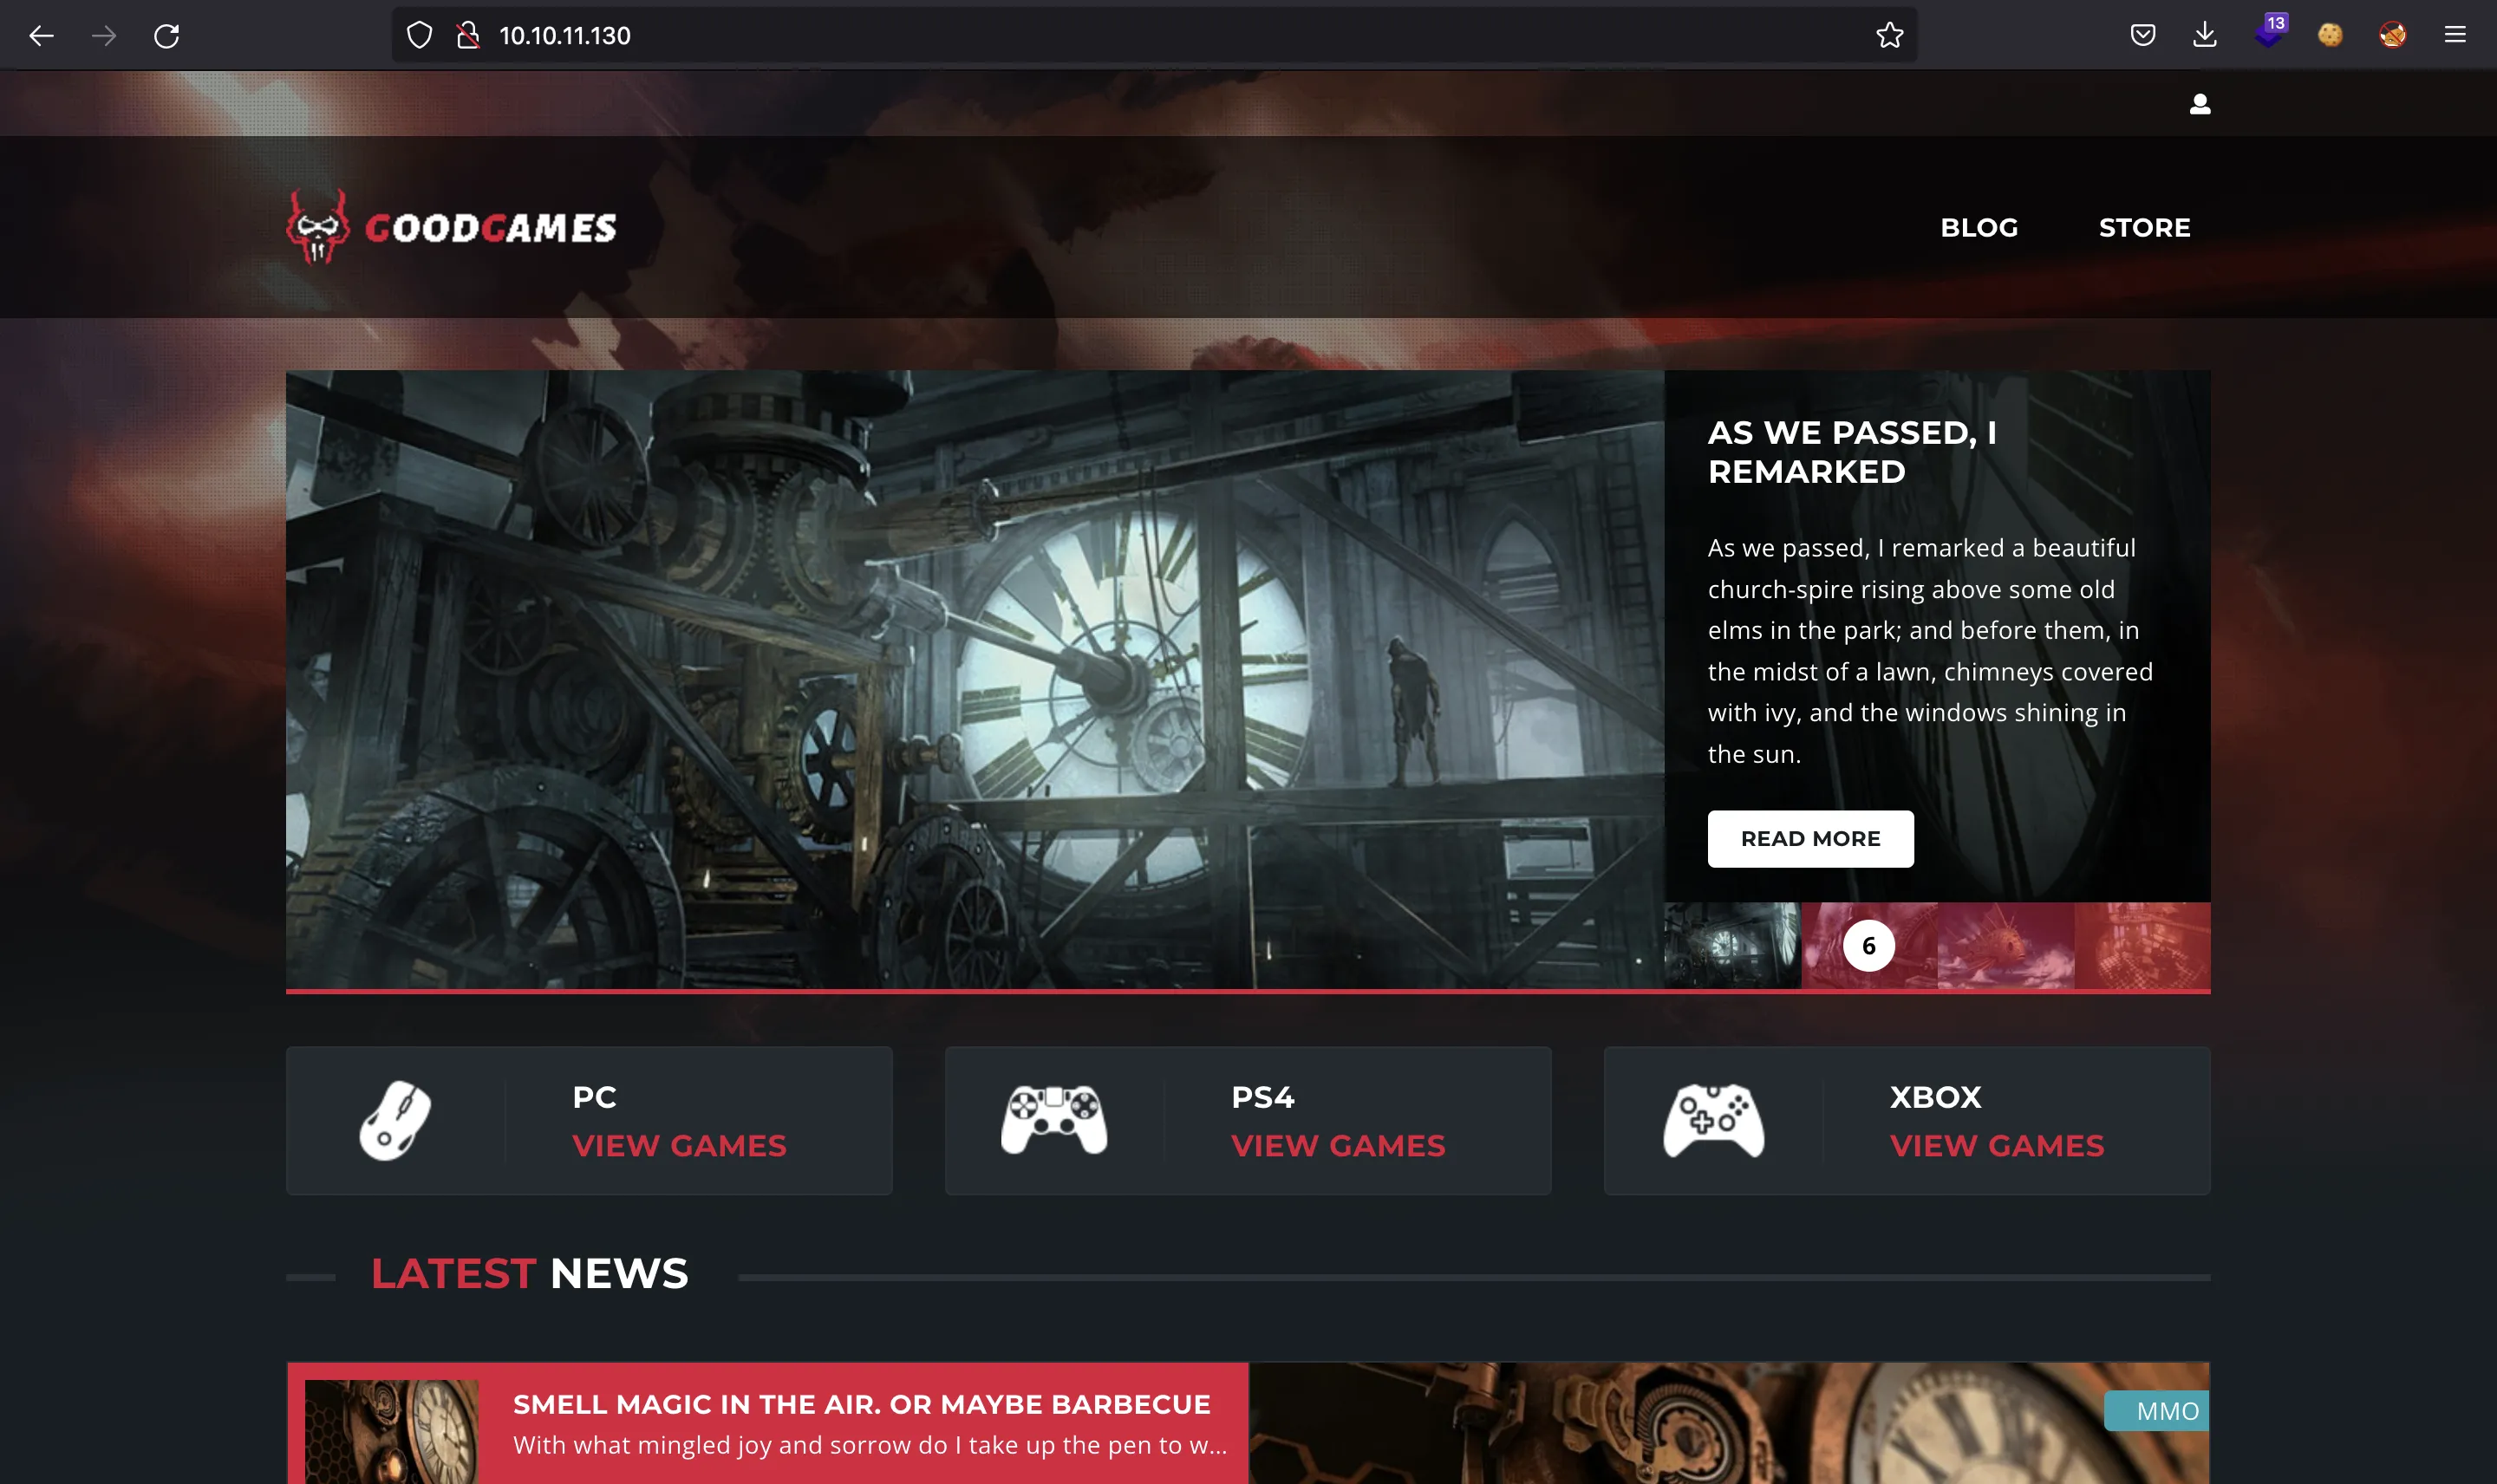 10.10.11.130
13
GOODGAMES
BLOG
STORE
AS WE PASSED, I
REMARKED
As we passed, I remarked a beautiful
church-spire rising above some old
elms in the park; and before them, in
the midst of a lawn, chimneys covered
with ivy, and the windows shining in
the sun.
READ MORE
6
PC
VIEW GAMES
PS4
VIEW GAMES
XBOX
VIEW GAMES
LATEST NEWS
SMELL MAGIC IN THE AIR. OR MAYBE BARBECUE
With what mingled joy and sorrow do I take up the pen to w...
MMO